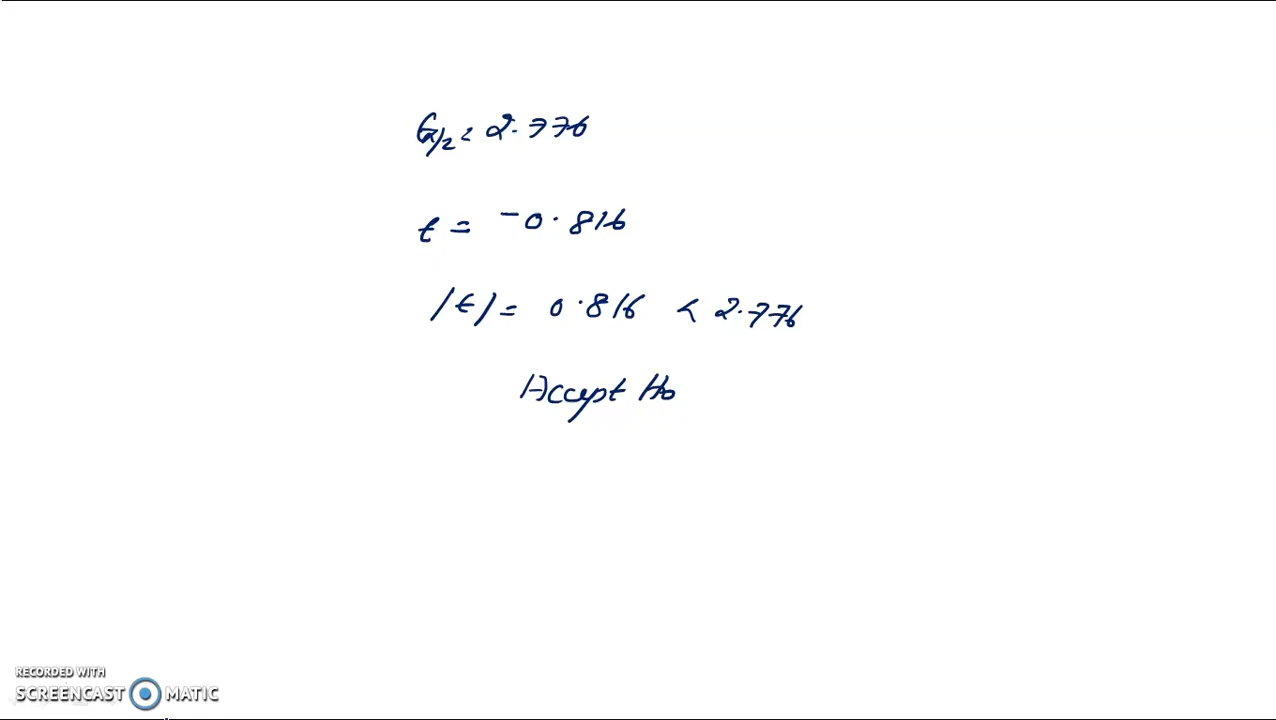 tα/2 = 2.776
t = -0.816
|t| = 0.816 < 2.776
Accept H₀
RECORDED WITH
SCREENCAST MATIC